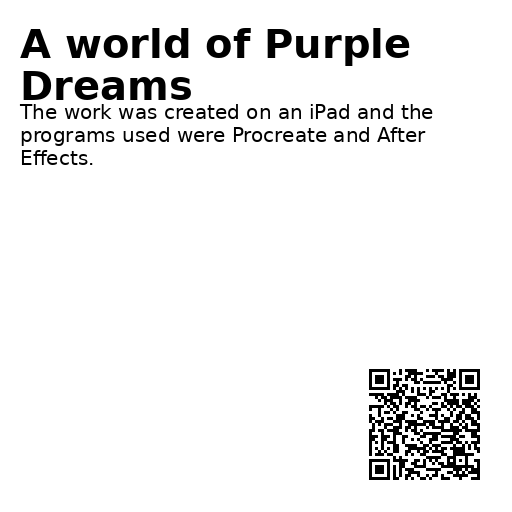 A world of Purple
Dreams
The work was created on an iPad and the
programs used were Procreate and After
Effects.